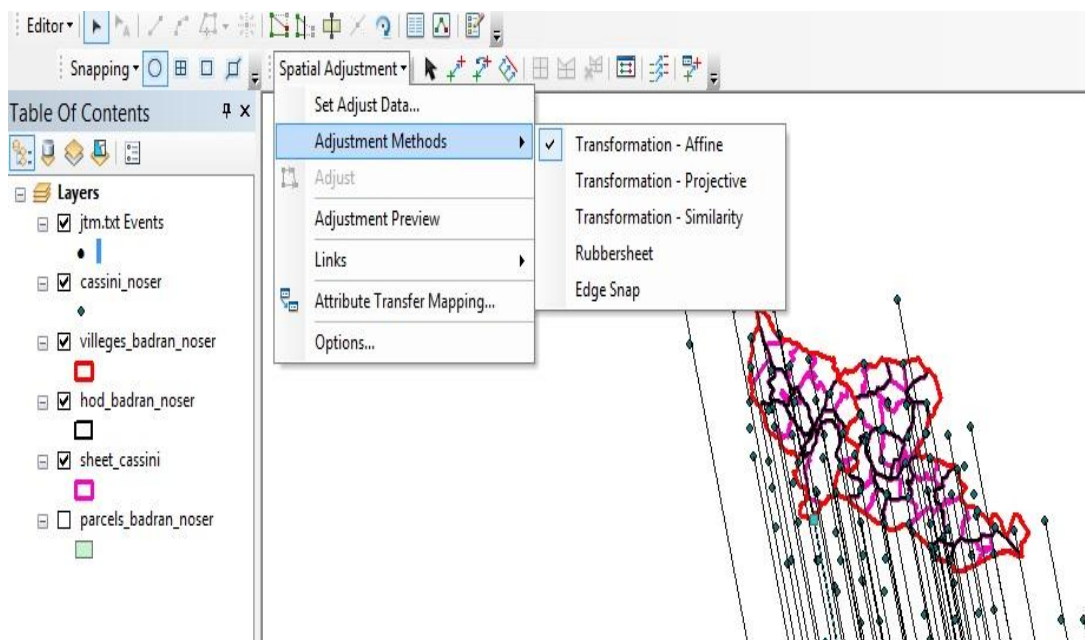 Editor
Snapping
Spatial Adjustment
Table Of Contents
Set Adjust Data...
Adjustment Methods
Adjust
Adjustment Preview
Links
Attribute Transfer Mapping...
Options...
Transformation - Affine
Transformation - Projective
Transformation - Similarity
Rubbersheet
Edge Snap
Layers
jtm.txt Events
cassini_noser
villeges_badran_noser
hod_badran_noser
sheet_cassini
parcels_badran_noser